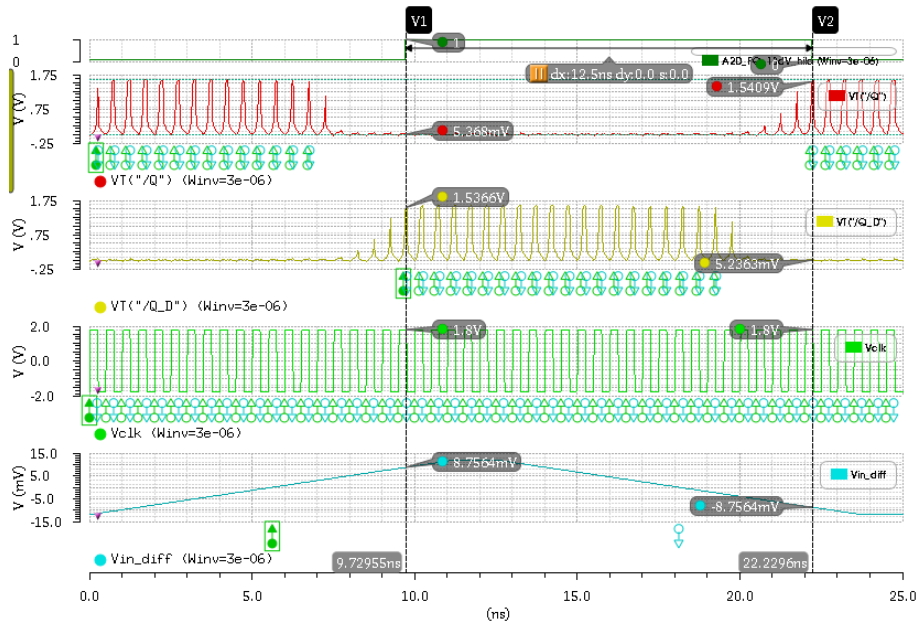 V1
V2
1
0
1
0
A2D_FO_10dV_hild (Winv=3e-06)
dx:12.5ns dy:0.0 s:0.0
V (V)
1.75
.75
-.25
1.5409V
VT("/Q")
5.368mV
VT("/Q") (Winv=3e-06)
V (V)
1.75
.75
-.25
1.5366V
VT("/Q_D")
5.2363mV
VT("/Q_D") (Winv=3e-06)
V (V)
2.0
0.0
-2.0
1.8V
1.8V
Vclk
Vclk (Winv=3e-06)
V (mV)
15.0
5.0
-5.0
-15.0
8.7564mV
Vin_diff
-8.7564mV
Vin_diff (Winv=3e-06)
9.72955ns
22.2296ns
0.0
5.0
10.0
15.0
20.0
25.0
(ns)